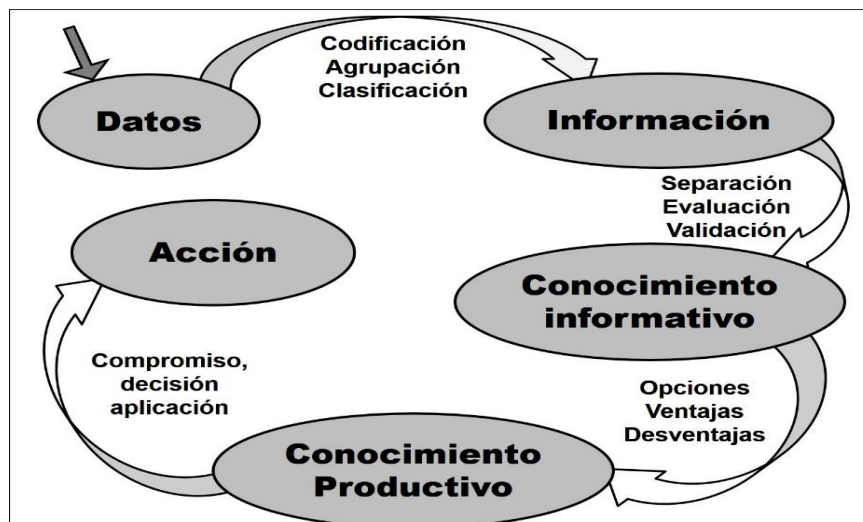 Datos
Codificación
Agrupación
Clasificación
Información
Separación
Evaluación
Validación
Conocimiento
informativo
Opciones
Ventajas
Desventajas
Conocimiento
Productivo
Compromiso,
decisión
aplicación
Acción